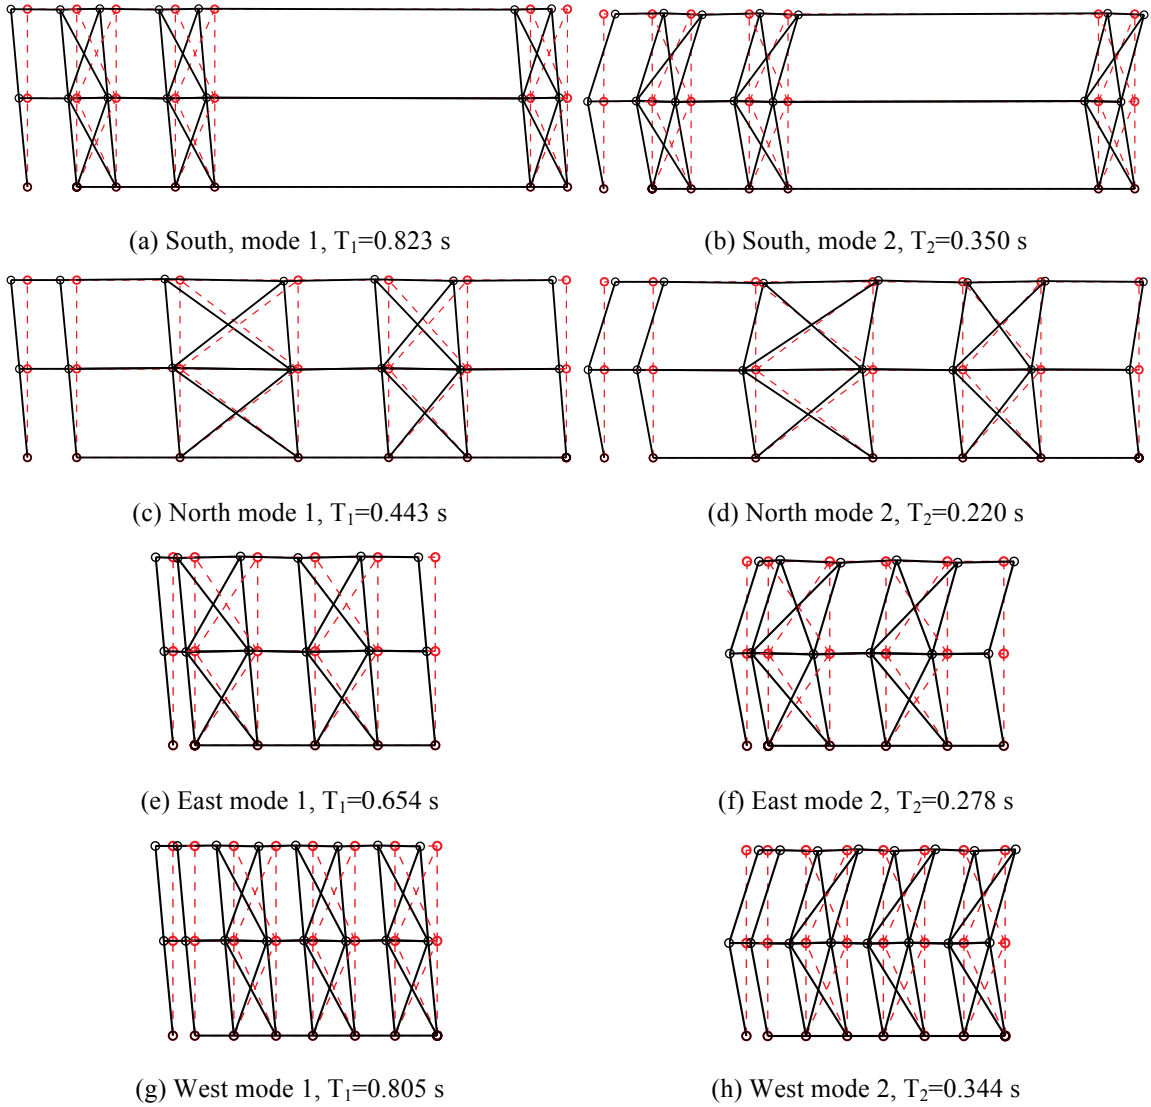 (a) South, mode 1, T₁=0.823 s
(b) South, mode 2, T₂=0.350 s
(c) North mode 1, T₁=0.443 s
(d) North mode 2, T₂=0.220 s
(e) East mode 1, T₁=0.654 s
(f) East mode 2, T₂=0.278 s
(g) West mode 1, T₁=0.805 s
(h) West mode 2, T₂=0.344 s